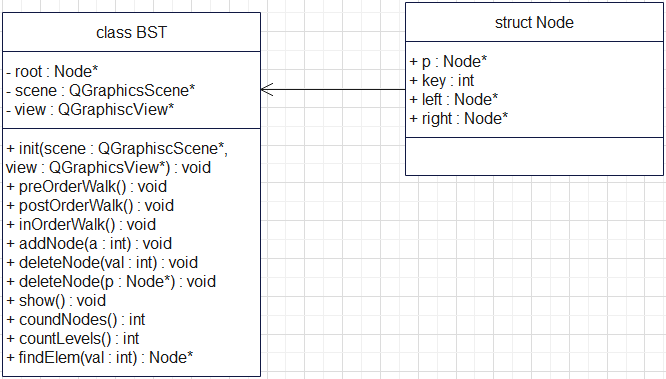 class BST
- root : Node*
- scene : QGraphicsScene*
- view : QGraphiscView*
+ init(scene : QGraphiscScene*,
view : QGraphicsView*) : void
+ preOrderWalk() : void
+ postOrderWalk() : void
+ inOrderWalk() : void
+ addNode(a : int) : void
+ deleteNode(val : int) : void
+ deleteNode(p : Node*) : void
+ show() : void
+ coundNodes() : int
+ countLevels() : int
+ findElem(val : int) : Node*
struct Node
+ p : Node*
+ key : int
+ left : Node*
+ right : Node*